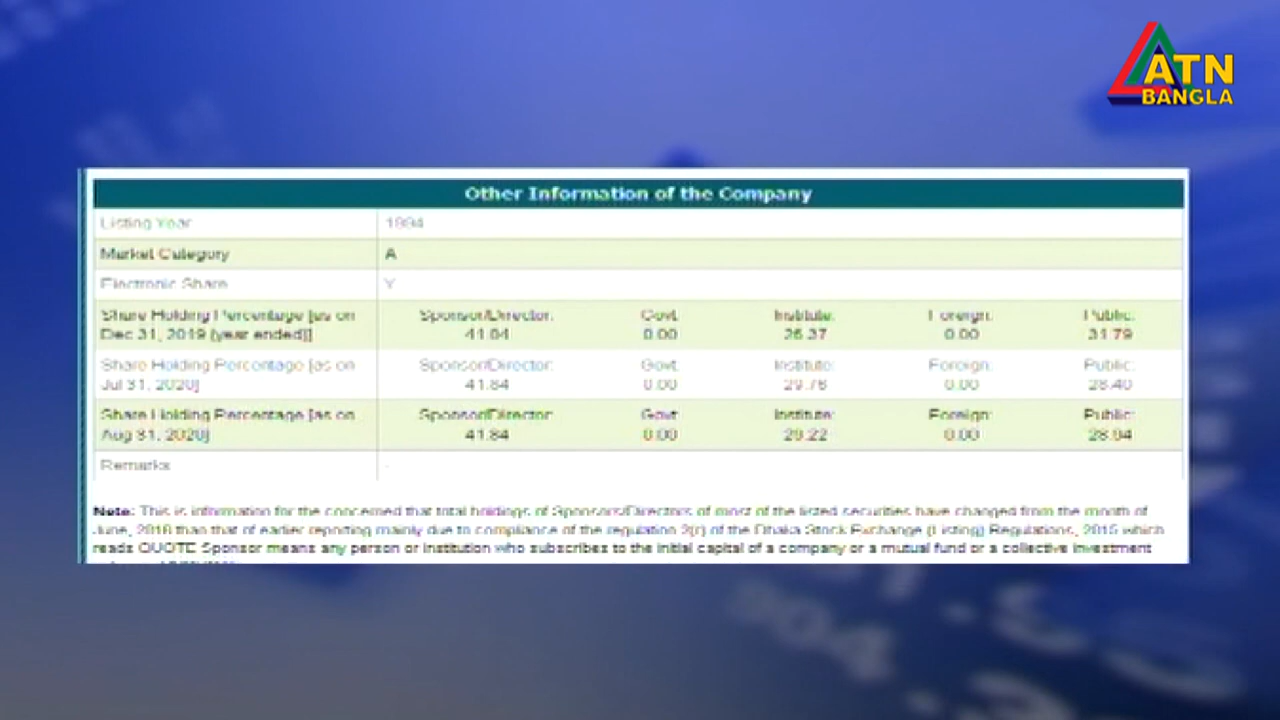 ATN
BANGLA
Other Information of the Company
Listing Year 1994
Market Category A
Electronic Share Y
Share Holding Percentage [as on Sponsor/Director: Govt: Institute: Foreign: Public:
Dec 31, 2019 (year ended)] 41.84 0.00 26.37 0.00 31.79
Share Holding Percentage [as on Sponsor/Director: Govt: Institute: Foreign: Public:
Jul 31, 2020] 41.84 0.00 29.76 0.00 28.40
Share Holding Percentage [as on Sponsor/Director: Govt: Institute: Foreign: Public:
Aug 31, 2020] 41.84 0.00 29.22 0.00 28.94
Remarks -
Note: This is information for the concerned that total holdings of Sponsors/Directors of most of the listed securities have changed from the month of
June, 2016 than that of earlier reporting mainly due to compliance of the regulation 2(r) of the Dhaka Stock Exchange (Listing) Regulations, 2015 which
reads QUOTE Sponsor means any person or institution who subscribes to the initial capital of a company or a mutual fund or a collective investment